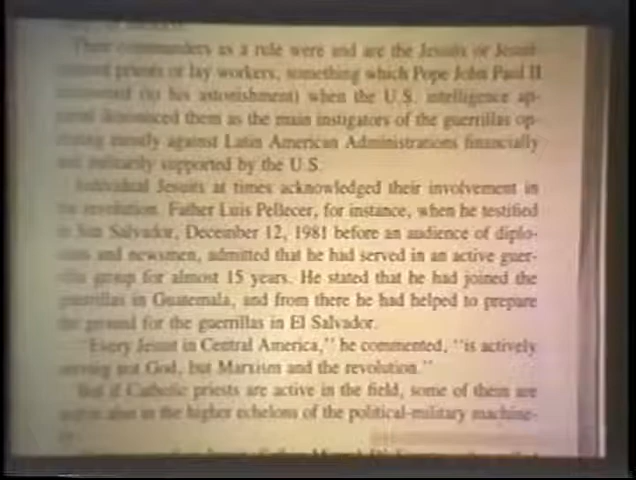 commanders as a rule were and are the Jesuits or Jesuit
priests or lay workers, something which Pope John Paul II
(to his astonishment) when the U.S. intelligence ap-
denounced them as the main instigators of the guerrillas op-
mostly against Latin American Administrations financially
and militarily supported by the U.S.
Individual Jesuits at times acknowledged their involvement in
the revolution. Father Luis Pellecer, for instance, when he testified
in San Salvador, December 12, 1981 before an audience of diplo-
mats and newsmen, admitted that he had served in an active guer-
rilla group for almost 15 years. He stated that he had joined the
guerrillas in Guatemala, and from there he had helped to prepare
the ground for the guerrillas in El Salvador.
"Every Jesuit in Central America," he commented, "is actively
serving not God, but Marxism and the revolution."
But if Catholic priests are active in the field, some of them are
also in the higher echelons of the political-military machine-